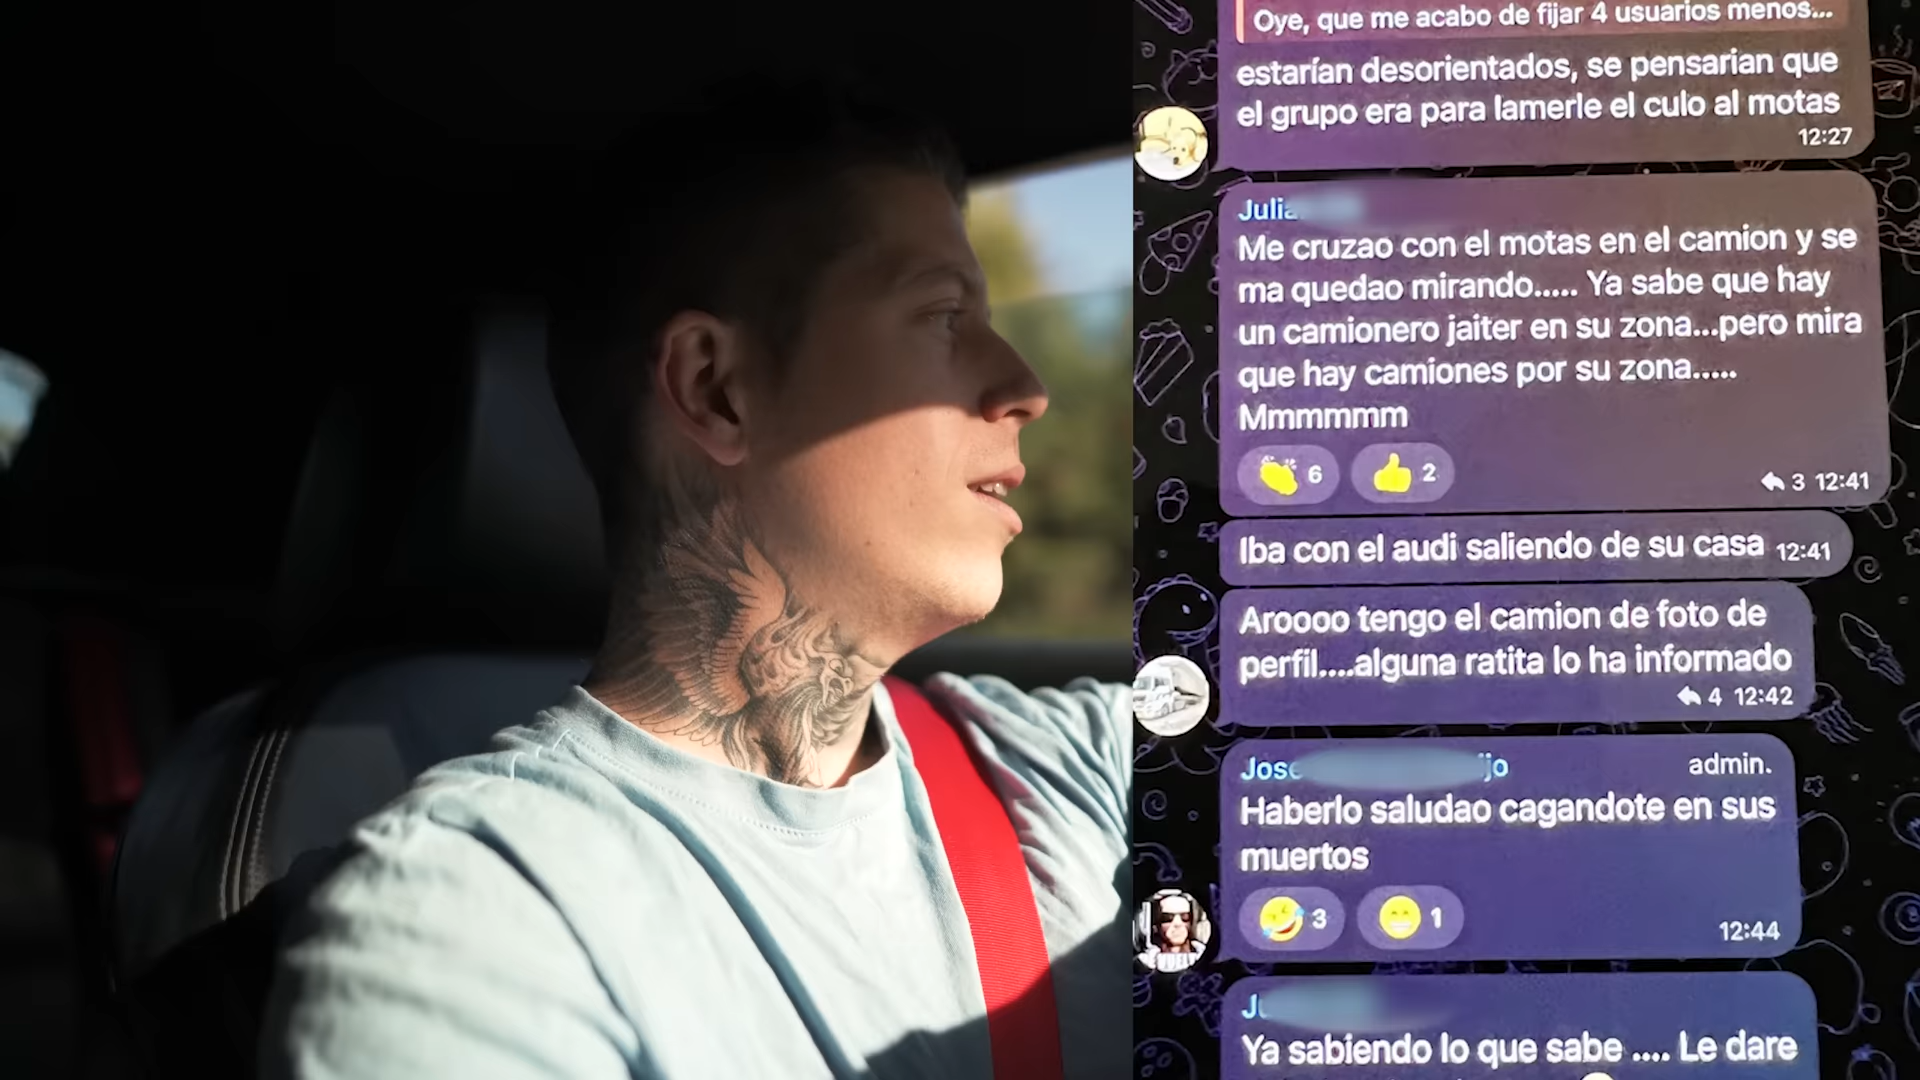 Oye, que me acabo de fijar 4 usuarios menos...
estarían desorientados, se pensarian que
el grupo era para lamerle el culo al motas
12:27
Me cruzao con el motas en el camion y se
ma quedao mirando..... Ya sabe que hay
un camionero jaiter en su zona...pero mira
que hay camiones por su zona.....
Mmmmmm
6 2 3 12:41
Iba con el audi saliendo de su casa 12:41
Aroooo tengo el camion de foto de
perfil....alguna ratita lo ha informado
4 12:42
admin.
Haberlo saludao cagandote en sus
muertos
3 1
12:44
Ya sabiendo lo que sabe .... Le dare